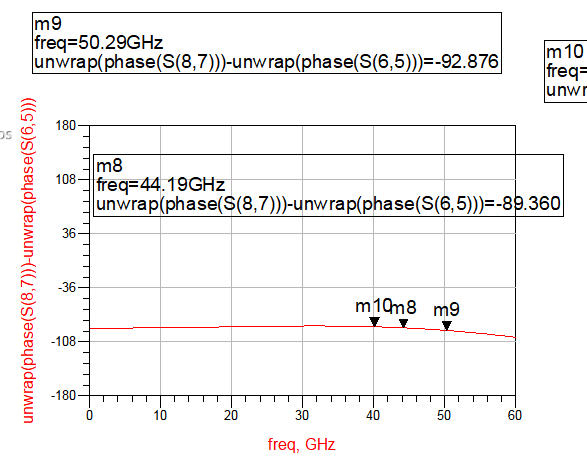 m9
freq=50.29GHz
unwrap(phase(S(8,7)))-unwrap(phase(S(6,5)))=-92.876
m10
freq=
unwr
unwrap(phase(S(8,7)))-unwrap(phase(S(6,5)))
180
108
36
-36
-108
-180
m8
freq=44.19GHz
unwrap(phase(S(8,7)))-unwrap(phase(S(6,5)))=-89.360
m10
m8
m9
0
10
20
30
40
50
60
freq, GHz